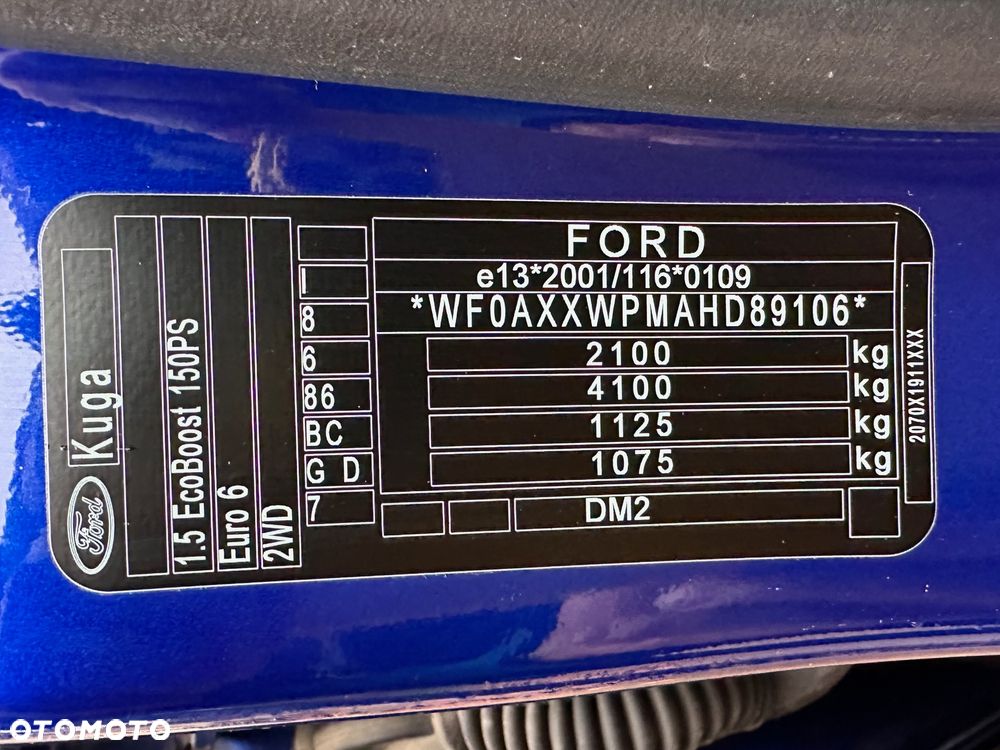 FORD
e13*2001/116*0109
*WF0AXXWPMAHD89106*
2100 kg
4100 kg
1125 kg
1075 kg
DM2
8
6
86
BC
G D
7
Ford Kuga
1.5 EcoBoost 150PS
Euro 6
2WD
2070X1911XXX
OTOMOTO